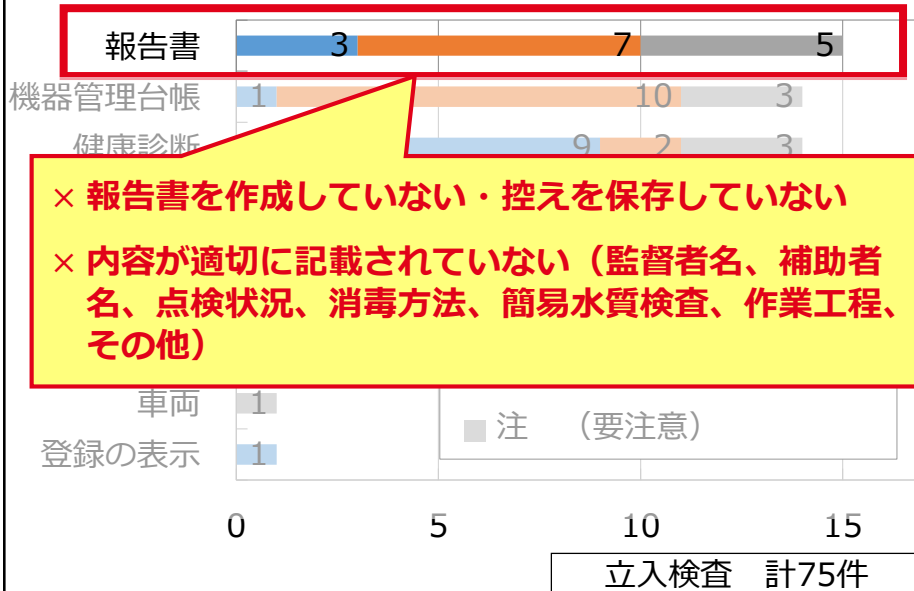 報告書 3 7 5
機器管理台帳 1 10 3
健康診断 9 2 3
× 報告書を作成していない・控えを保存していない
× 内容が適切に記載されていない（監督者名、補助者
名、点検状況、消毒方法、簡易水質検査、作業工程、
その他）
車両 1
注 （要注意）
登録の表示 1
0 5 10 15
立入検査 計75件